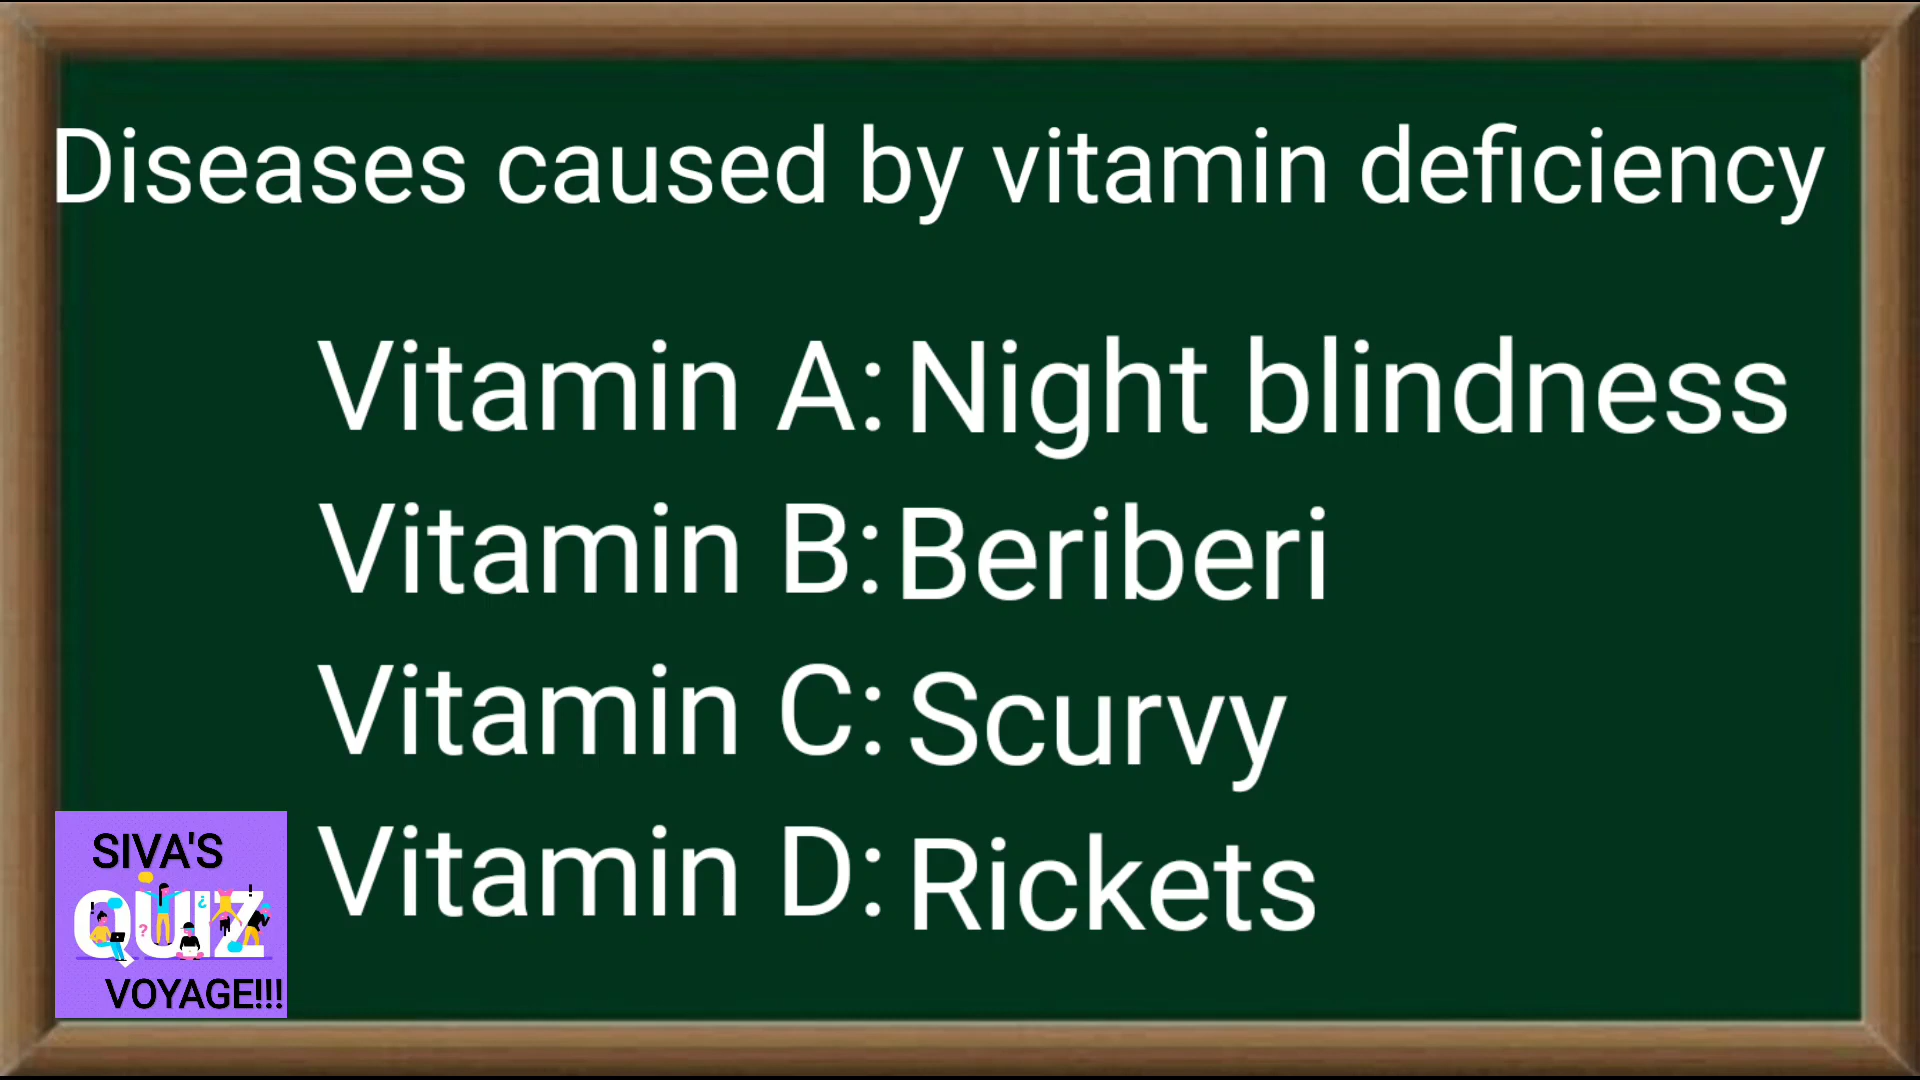 Diseases caused by vitamin deficiency
Vitamin A: Night blindness
Vitamin B: Beriberi
Vitamin C: Scurvy
Vitamin D: Rickets
SIVA'S
QUIZ
VOYAGE!!!